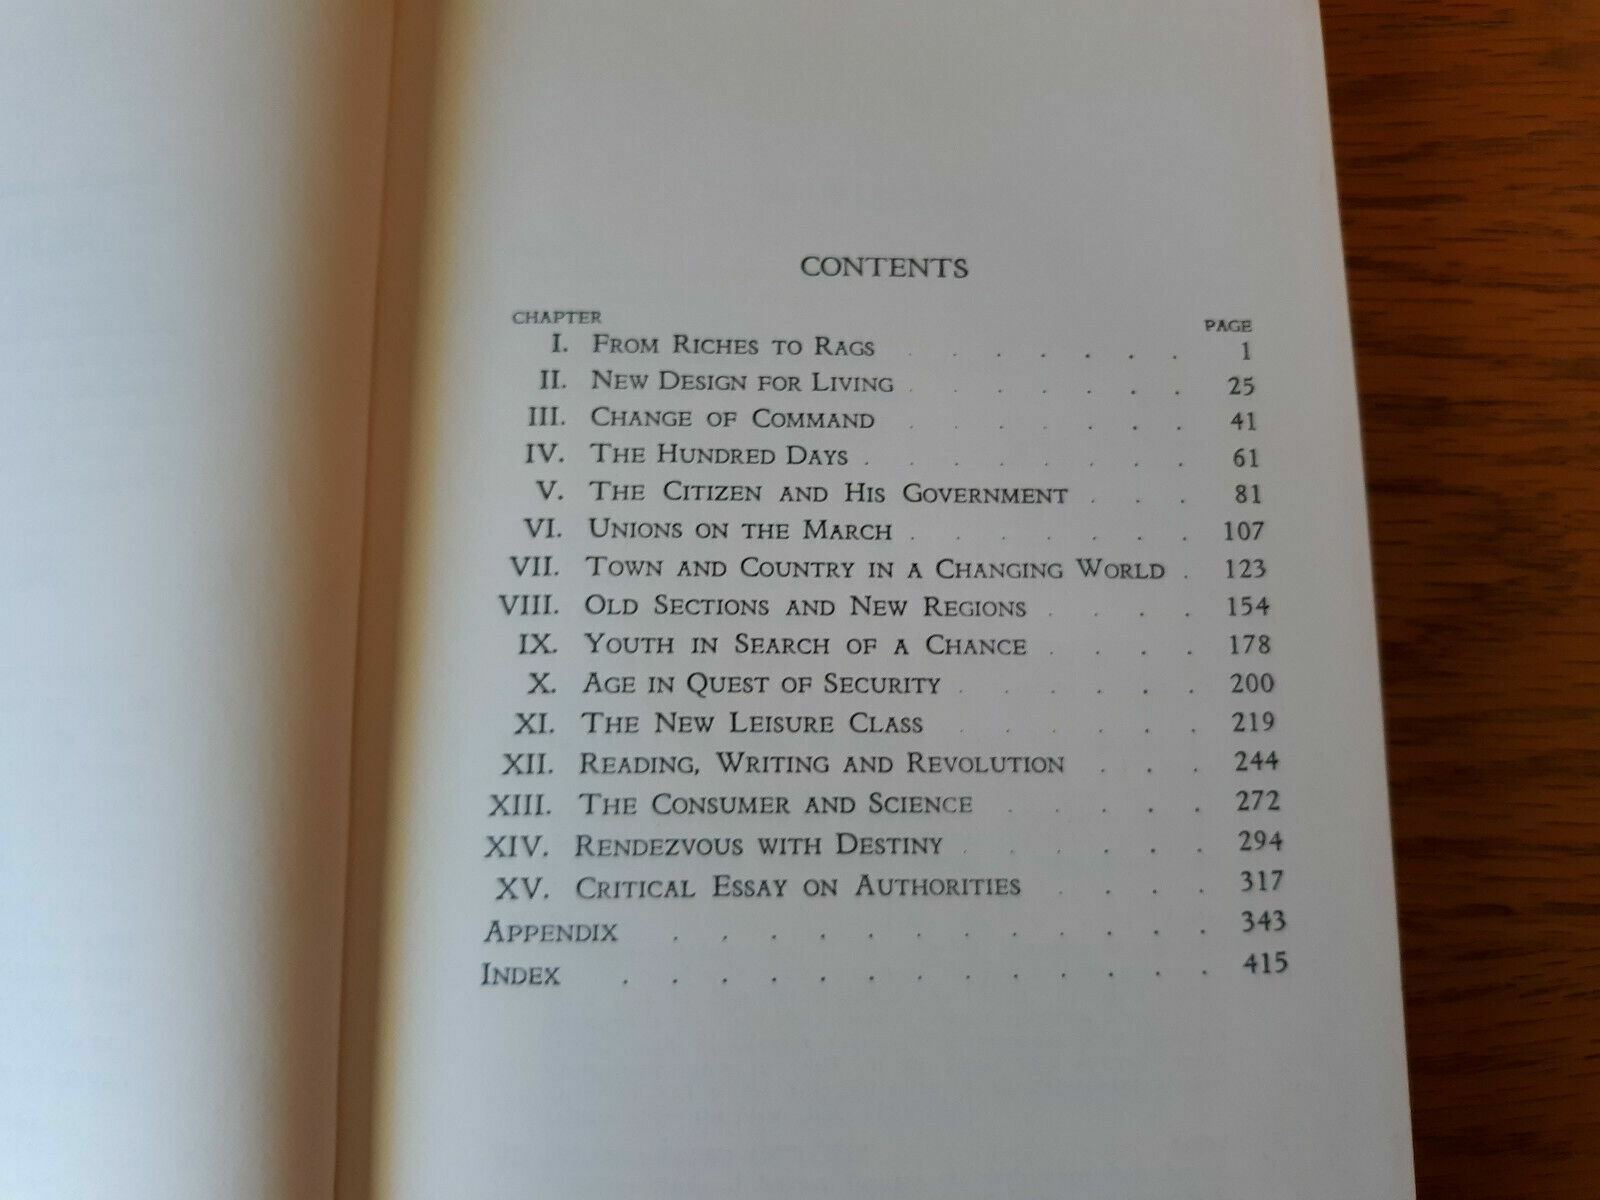 CONTENTS
CHAPTER PAGE
I. FROM RICHES TO RAGS . . . . . . . 1
II. NEW DESIGN FOR LIVING . . . . . . . 25
III. CHANGE OF COMMAND . . . . . . . 41
IV. THE HUNDRED DAYS . . . . . . . . 61
V. THE CITIZEN AND HIS GOVERNMENT . . . 81
VI. UNIONS ON THE MARCH . . . . . . . 107
VII. TOWN AND COUNTRY IN A CHANGING WORLD . 123
VIII. OLD SECTIONS AND NEW REGIONS . . . . 154
IX. YOUTH IN SEARCH OF A CHANCE . . . . 178
X. AGE IN QUEST OF SECURITY . . . . . . 200
XI. THE NEW LEISURE CLASS . . . . . . 219
XII. READING, WRITING AND REVOLUTION . . . 244
XIII. THE CONSUMER AND SCIENCE . . . . . 272
XIV. RENDEZVOUS WITH DESTINY . . . . . . 294
XV. CRITICAL ESSAY ON AUTHORITIES . . . . 317
APPENDIX . . . . . . . . . . . . 343
INDEX . . . . . . . . . . . . . 415